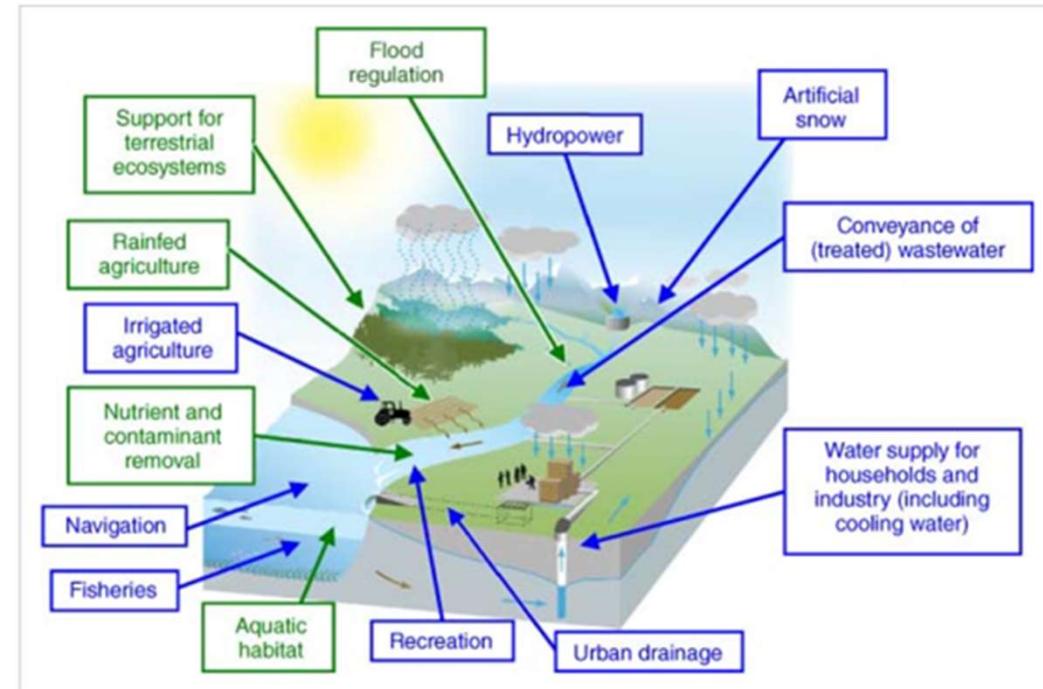 Flood
regulation
Artificial
snow
Support for
terrestrial
ecosystems
Hydropower
Conveyance of
(treated) wastewater
Rainfed
agriculture
Irrigated
agriculture
Nutrient and
contaminant
removal
Water supply for
households and
industry (including
cooling water)
Navigation
Fisheries
Aquatic
habitat
Recreation
Urban drainage